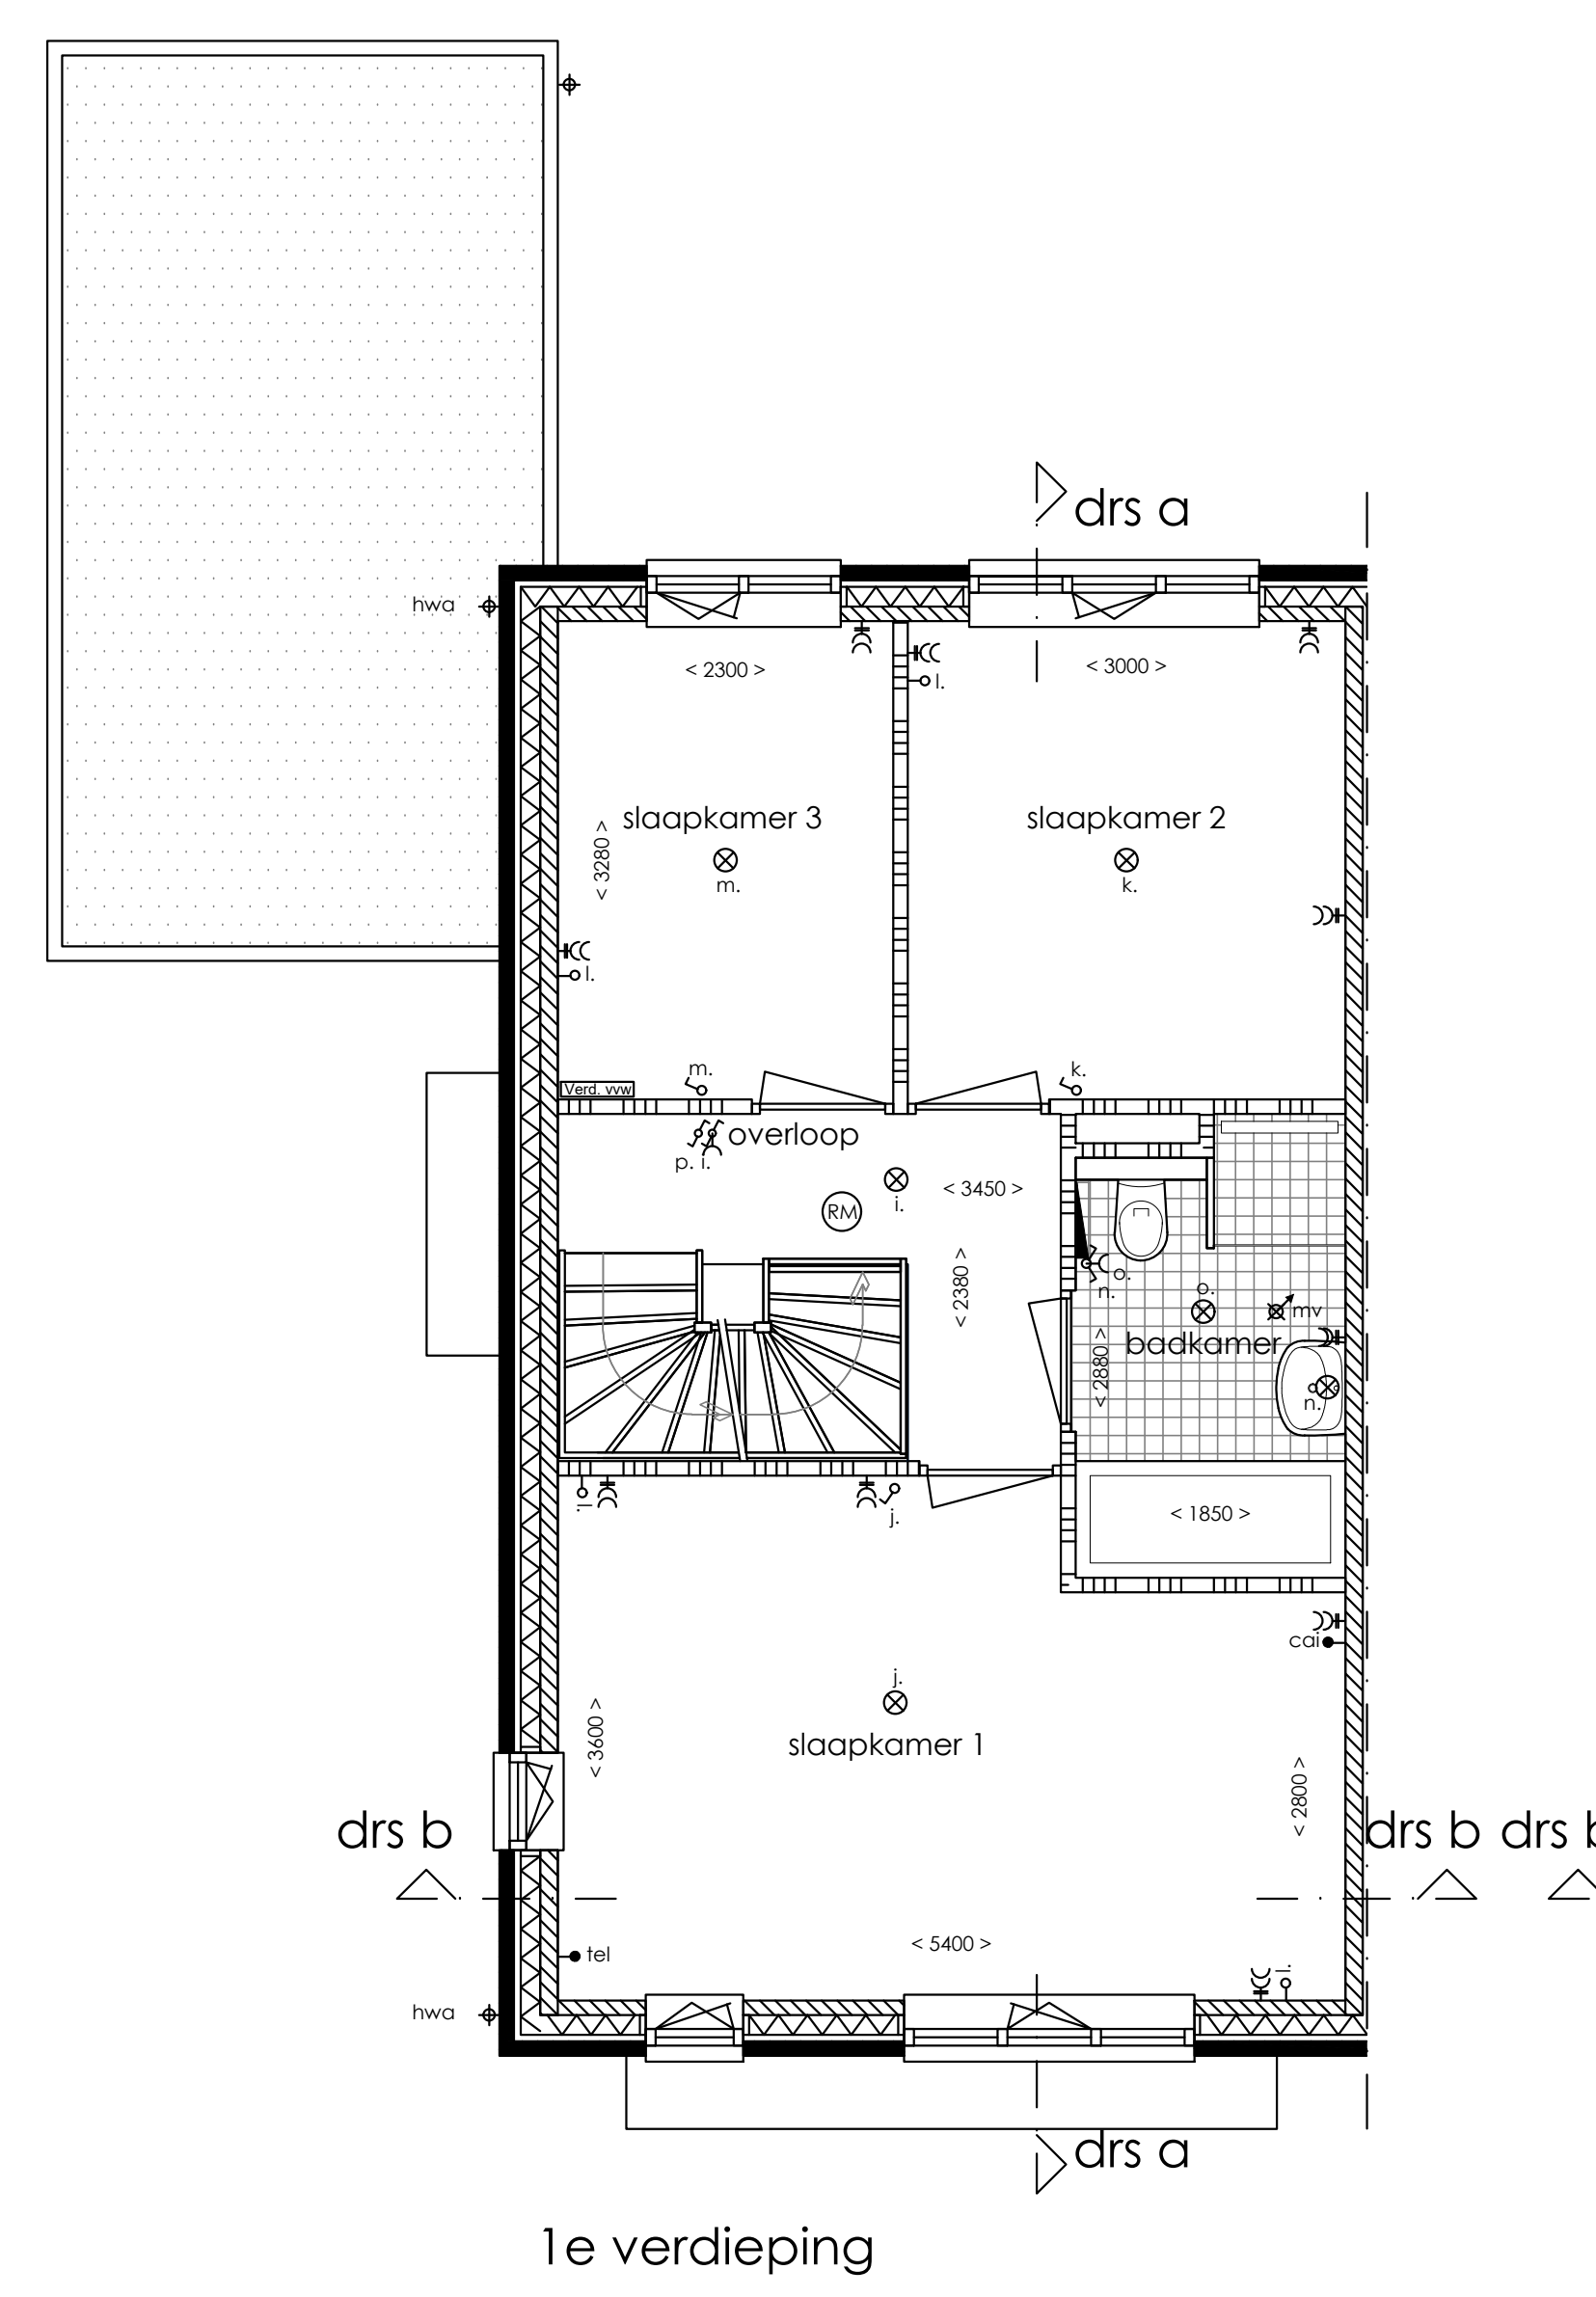 drs a
hwa
< 2300 >
< 3000 >
l.
slaapkamer 3
slaapkamer 2
< 3280 >
m.
k.
l.
m.
k.
Verd. vvw
overloop
p. i.
< 3450 >
i.
RM
< 2380 >
o.
n.
o.
mv
badkamer
< 2880 >
n.
l.
j.
< 1850 >
cai
j.
slaapkamer 1
< 3600 >
< 2800 >
drs b
drs b
drs b
< 5400 >
tel
l.
hwa
drs a
1e verdieping